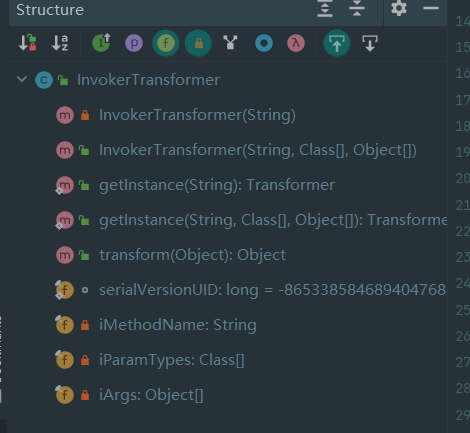 Structure
InvokerTransformer
InvokerTransformer(String)
InvokerTransformer(String, Class[], Object[])
getInstance(String): Transformer
getInstance(String, Class[], Object[]): Transforme
transform(Object): Object
serialVersionUID: long = -865338584689404768
iMethodName: String
iParamTypes: Class[]
iArgs: Object[]
14
15
16
17
18
19
20
21
22
23
24
25
26
27
28
29